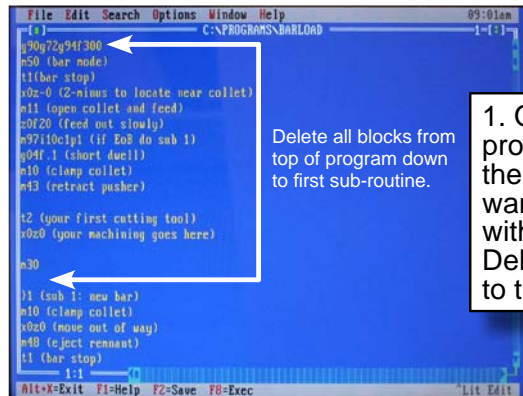 File Edit Search Options Window Help 09:01am
C:\PROGRAMS\BARLOAD
g90g72g94f300
m50 (bar mode)
t1(bar stop)
x0z-0 (Z-minus to locate near collet)
m11 (open collet and feed)
z0f20 (feed out slowly)
m97l10c1p1 (if EoB do sub 1)
g04f.1 (short dwell)
m10 (clamp collet)
m43 (retract pusher)
t2 (your first cutting tool)
x0z0 (your machining goes here)
m30
)1 (sub 1: new bar)
m10 (clamp collet)
x0z0 (move out of way)
m48 (eject remnant)
t1 (bar stop)
1:1
Alt+X=Exit F1=Help F2=Save F8=Exec ^Lit Edit
Delete all blocks from
top of program down
to first sub-routine.
1.
pro
the
wan
with
Del
to t